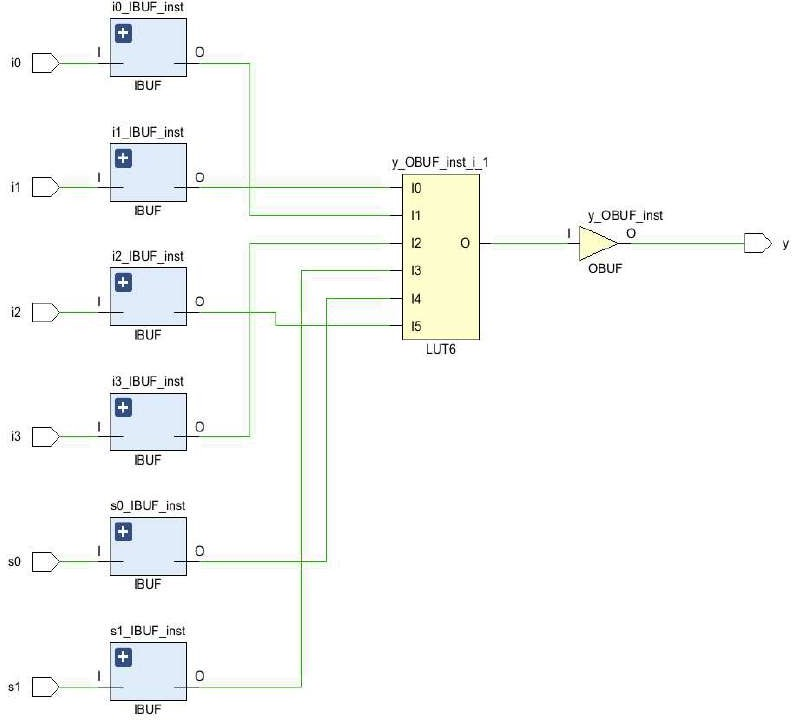 i0_IBUF_inst
i0
I
O
IBUF
i1_IBUF_inst
i1
I
O
IBUF
i2_IBUF_inst
i2
I
O
IBUF
i3_IBUF_inst
i3
I
O
IBUF
s0_IBUF_inst
s0
I
O
IBUF
s1_IBUF_inst
s1
I
O
IBUF
y_OBUF_inst_i_1
I0
I1
I2
I3
I4
I5
O
LUT6
y_OBUF_inst
I
O
OBUF
y